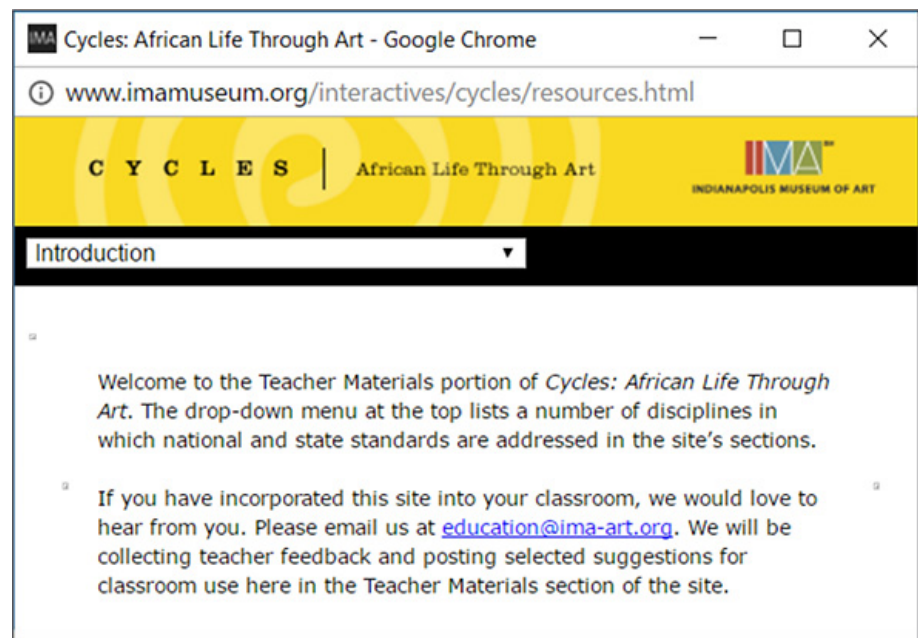 IMA Cycles: African Life Through Art - Google Chrome
www.imamuseum.org/interactives/cycles/resources.html
CYCLES | African Life Through Art
IMA
INDIANAPOLIS MUSEUM OF ART
Introduction
Welcome to the Teacher Materials portion of Cycles: African Life Through
Art. The drop-down menu at the top lists a number of disciplines in
which national and state standards are addressed in the site's sections.
If you have incorporated this site into your classroom, we would love to
hear from you. Please email us at education@ima-art.org. We will be
collecting teacher feedback and posting selected suggestions for
classroom use here in the Teacher Materials section of the site.